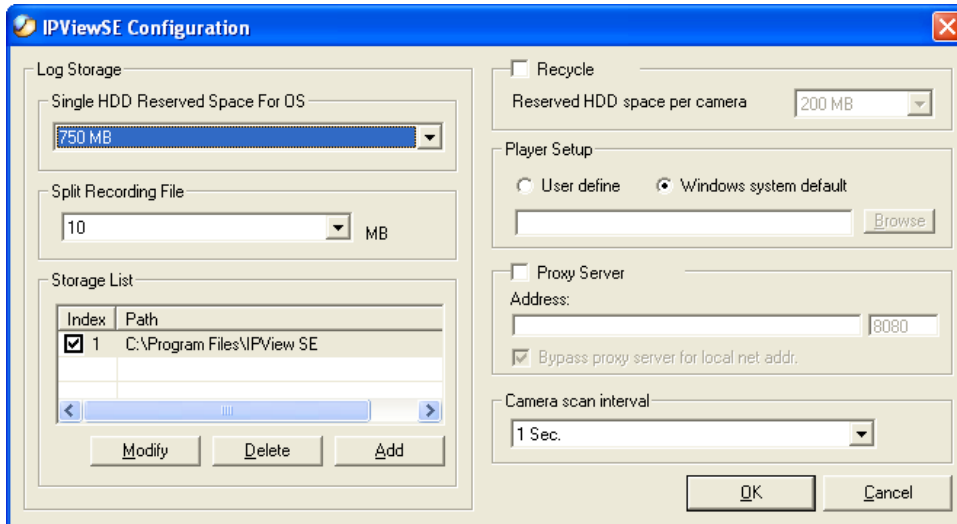 IPViewSE Configuration
Log Storage
Single HDD Reserved Space For OS
750 MB
Split Recording File
10
MB
Storage List
Index Path
1 C:\Program Files\IPView SE
Modify Delete Add
Recycle
Reserved HDD space per camera 200 MB
Player Setup
User define Windows system default
Browse
Proxy Server
Address:
8080
Bypass proxy server for local net addr.
Camera scan interval
1 Sec.
OK Cancel